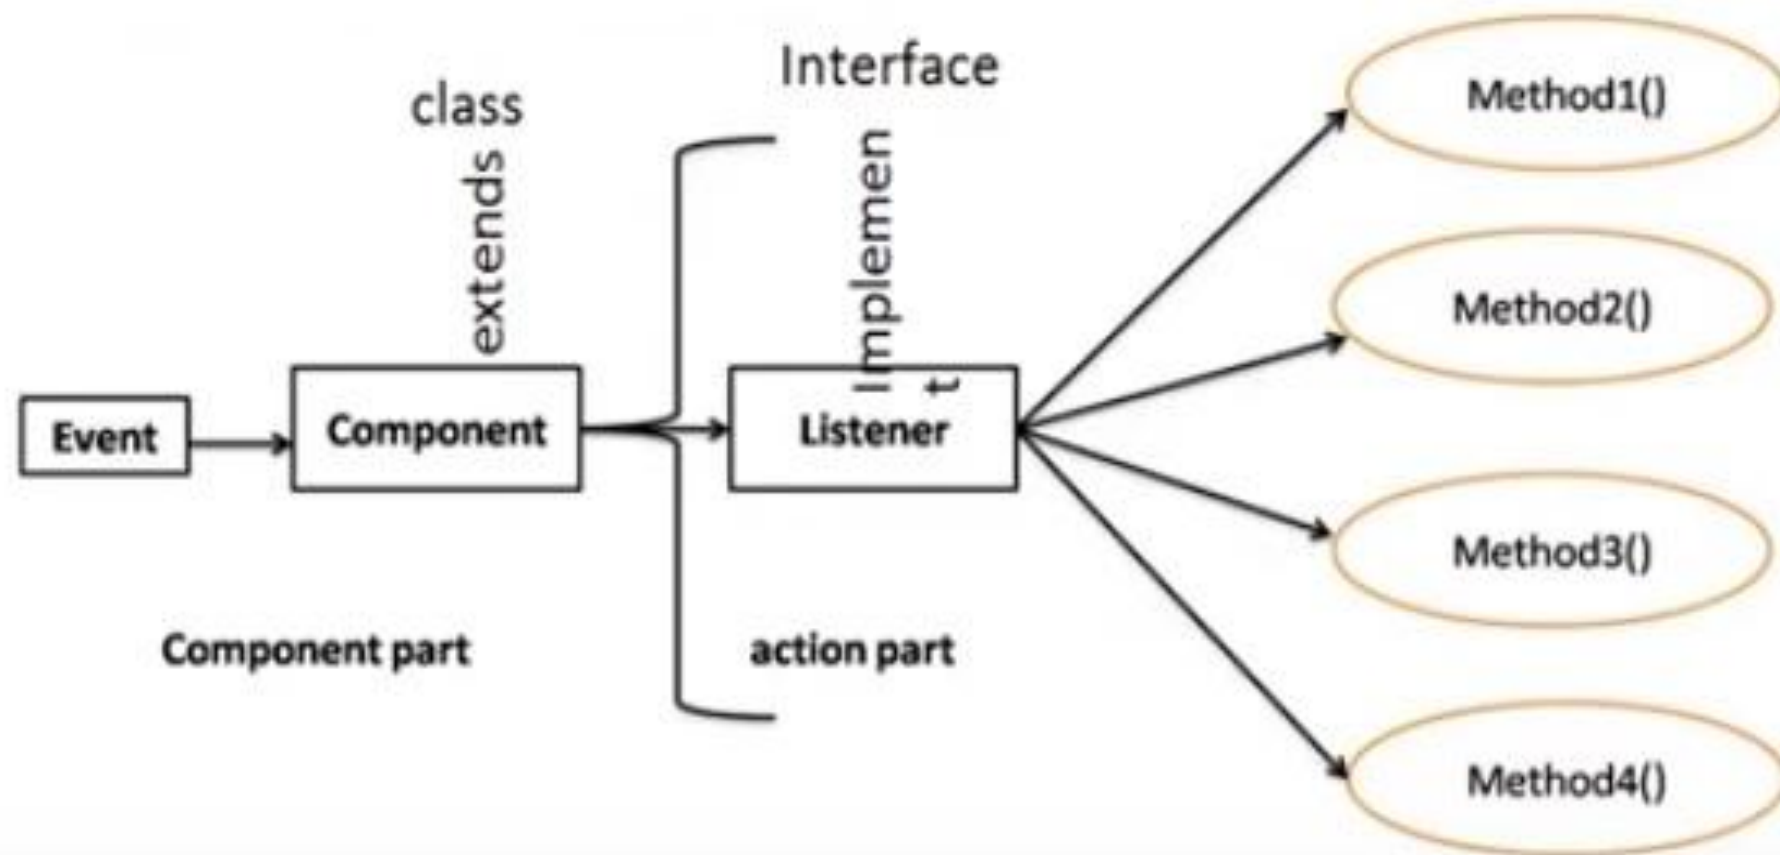 class
extends
Interface
Implemen
t
Event
Component
Listener
Component part
action part
Method1()
Method2()
Method3()
Method4()